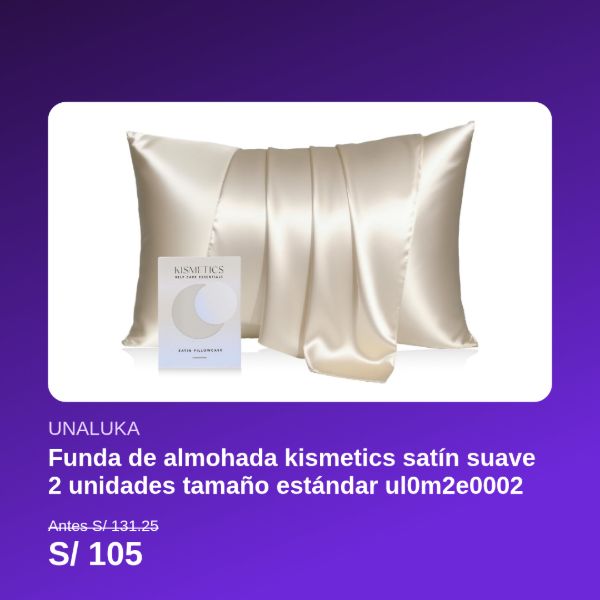 KISMETICS
SELF CARE ESSENTIALS
SATIN PILLOWCASE
UNALUKA
Funda de almohada kismetics satín suave
2 unidades tamaño estándar ul0m2e0002
Antes S/ 131.25
S/ 105